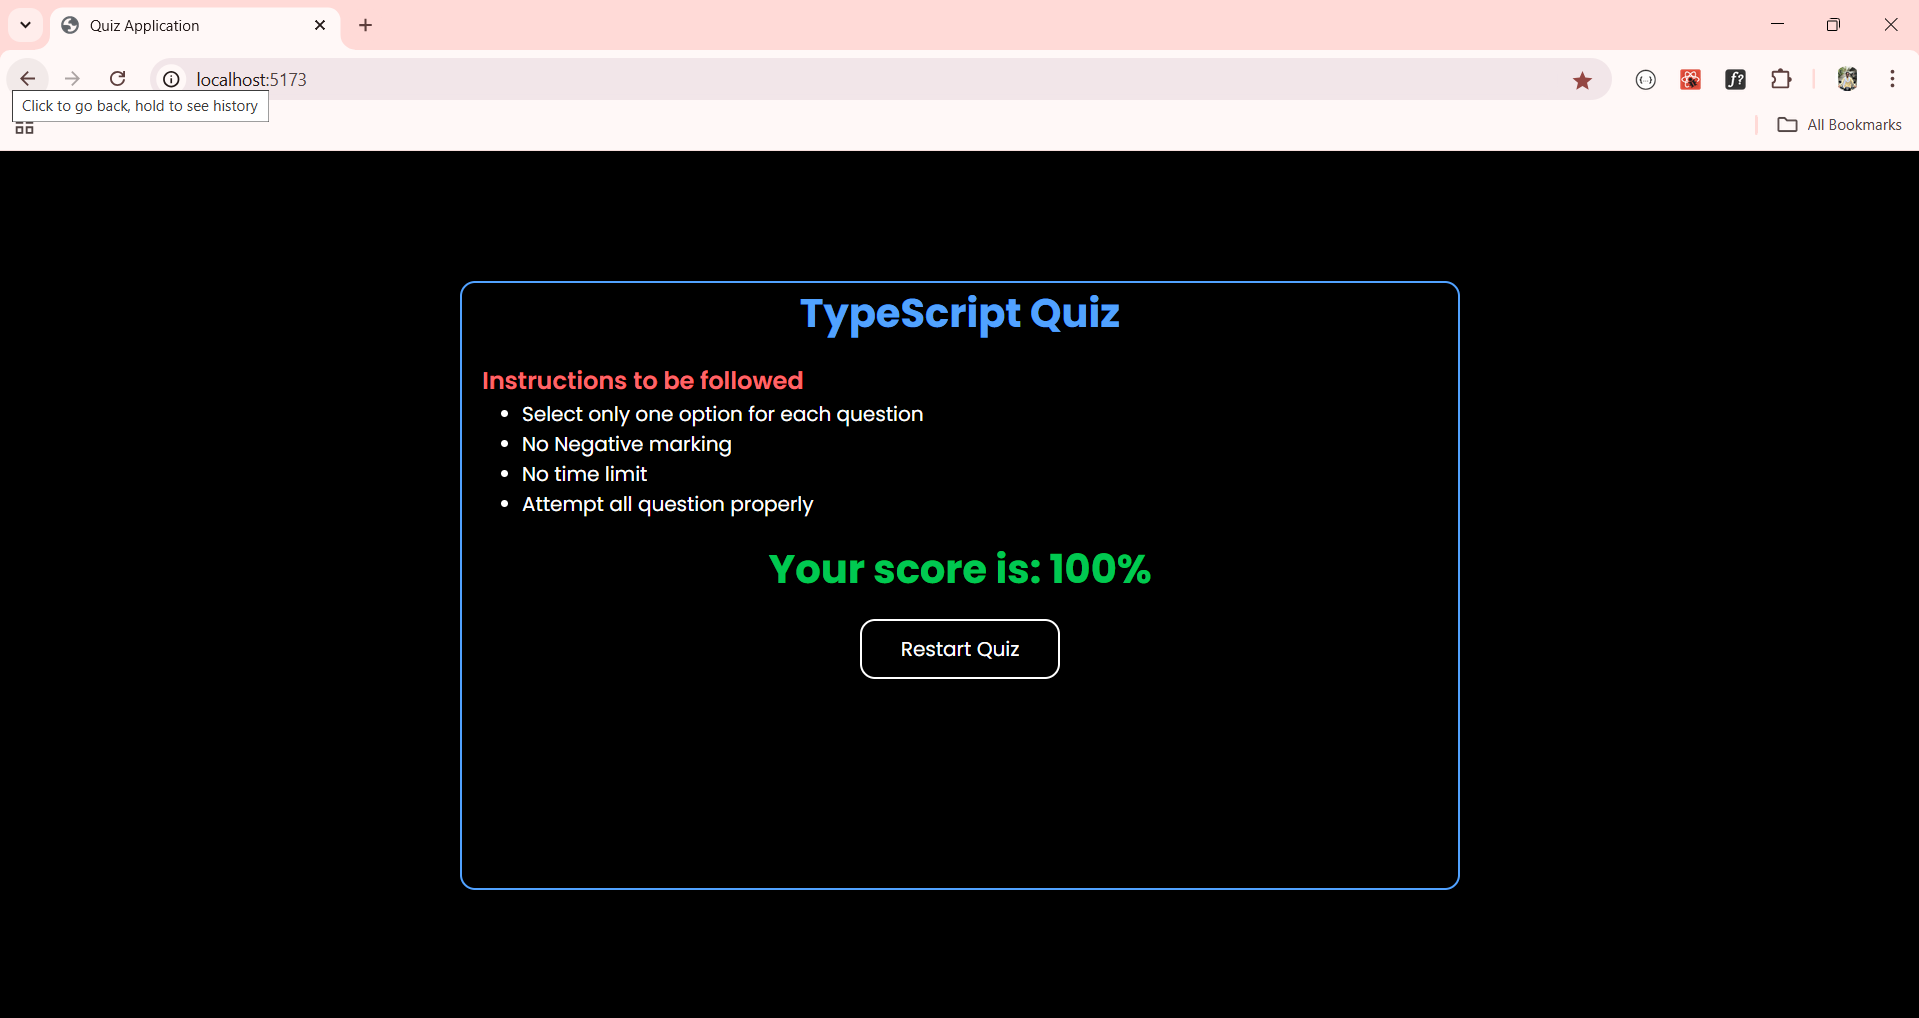 Quiz Application
localhost:5173
Click to go back, hold to see history
All Bookmarks
TypeScript Quiz
Instructions to be followed
Select only one option for each question
No Negative marking
No time limit
Attempt all question properly
Your score is: 100%
Restart Quiz